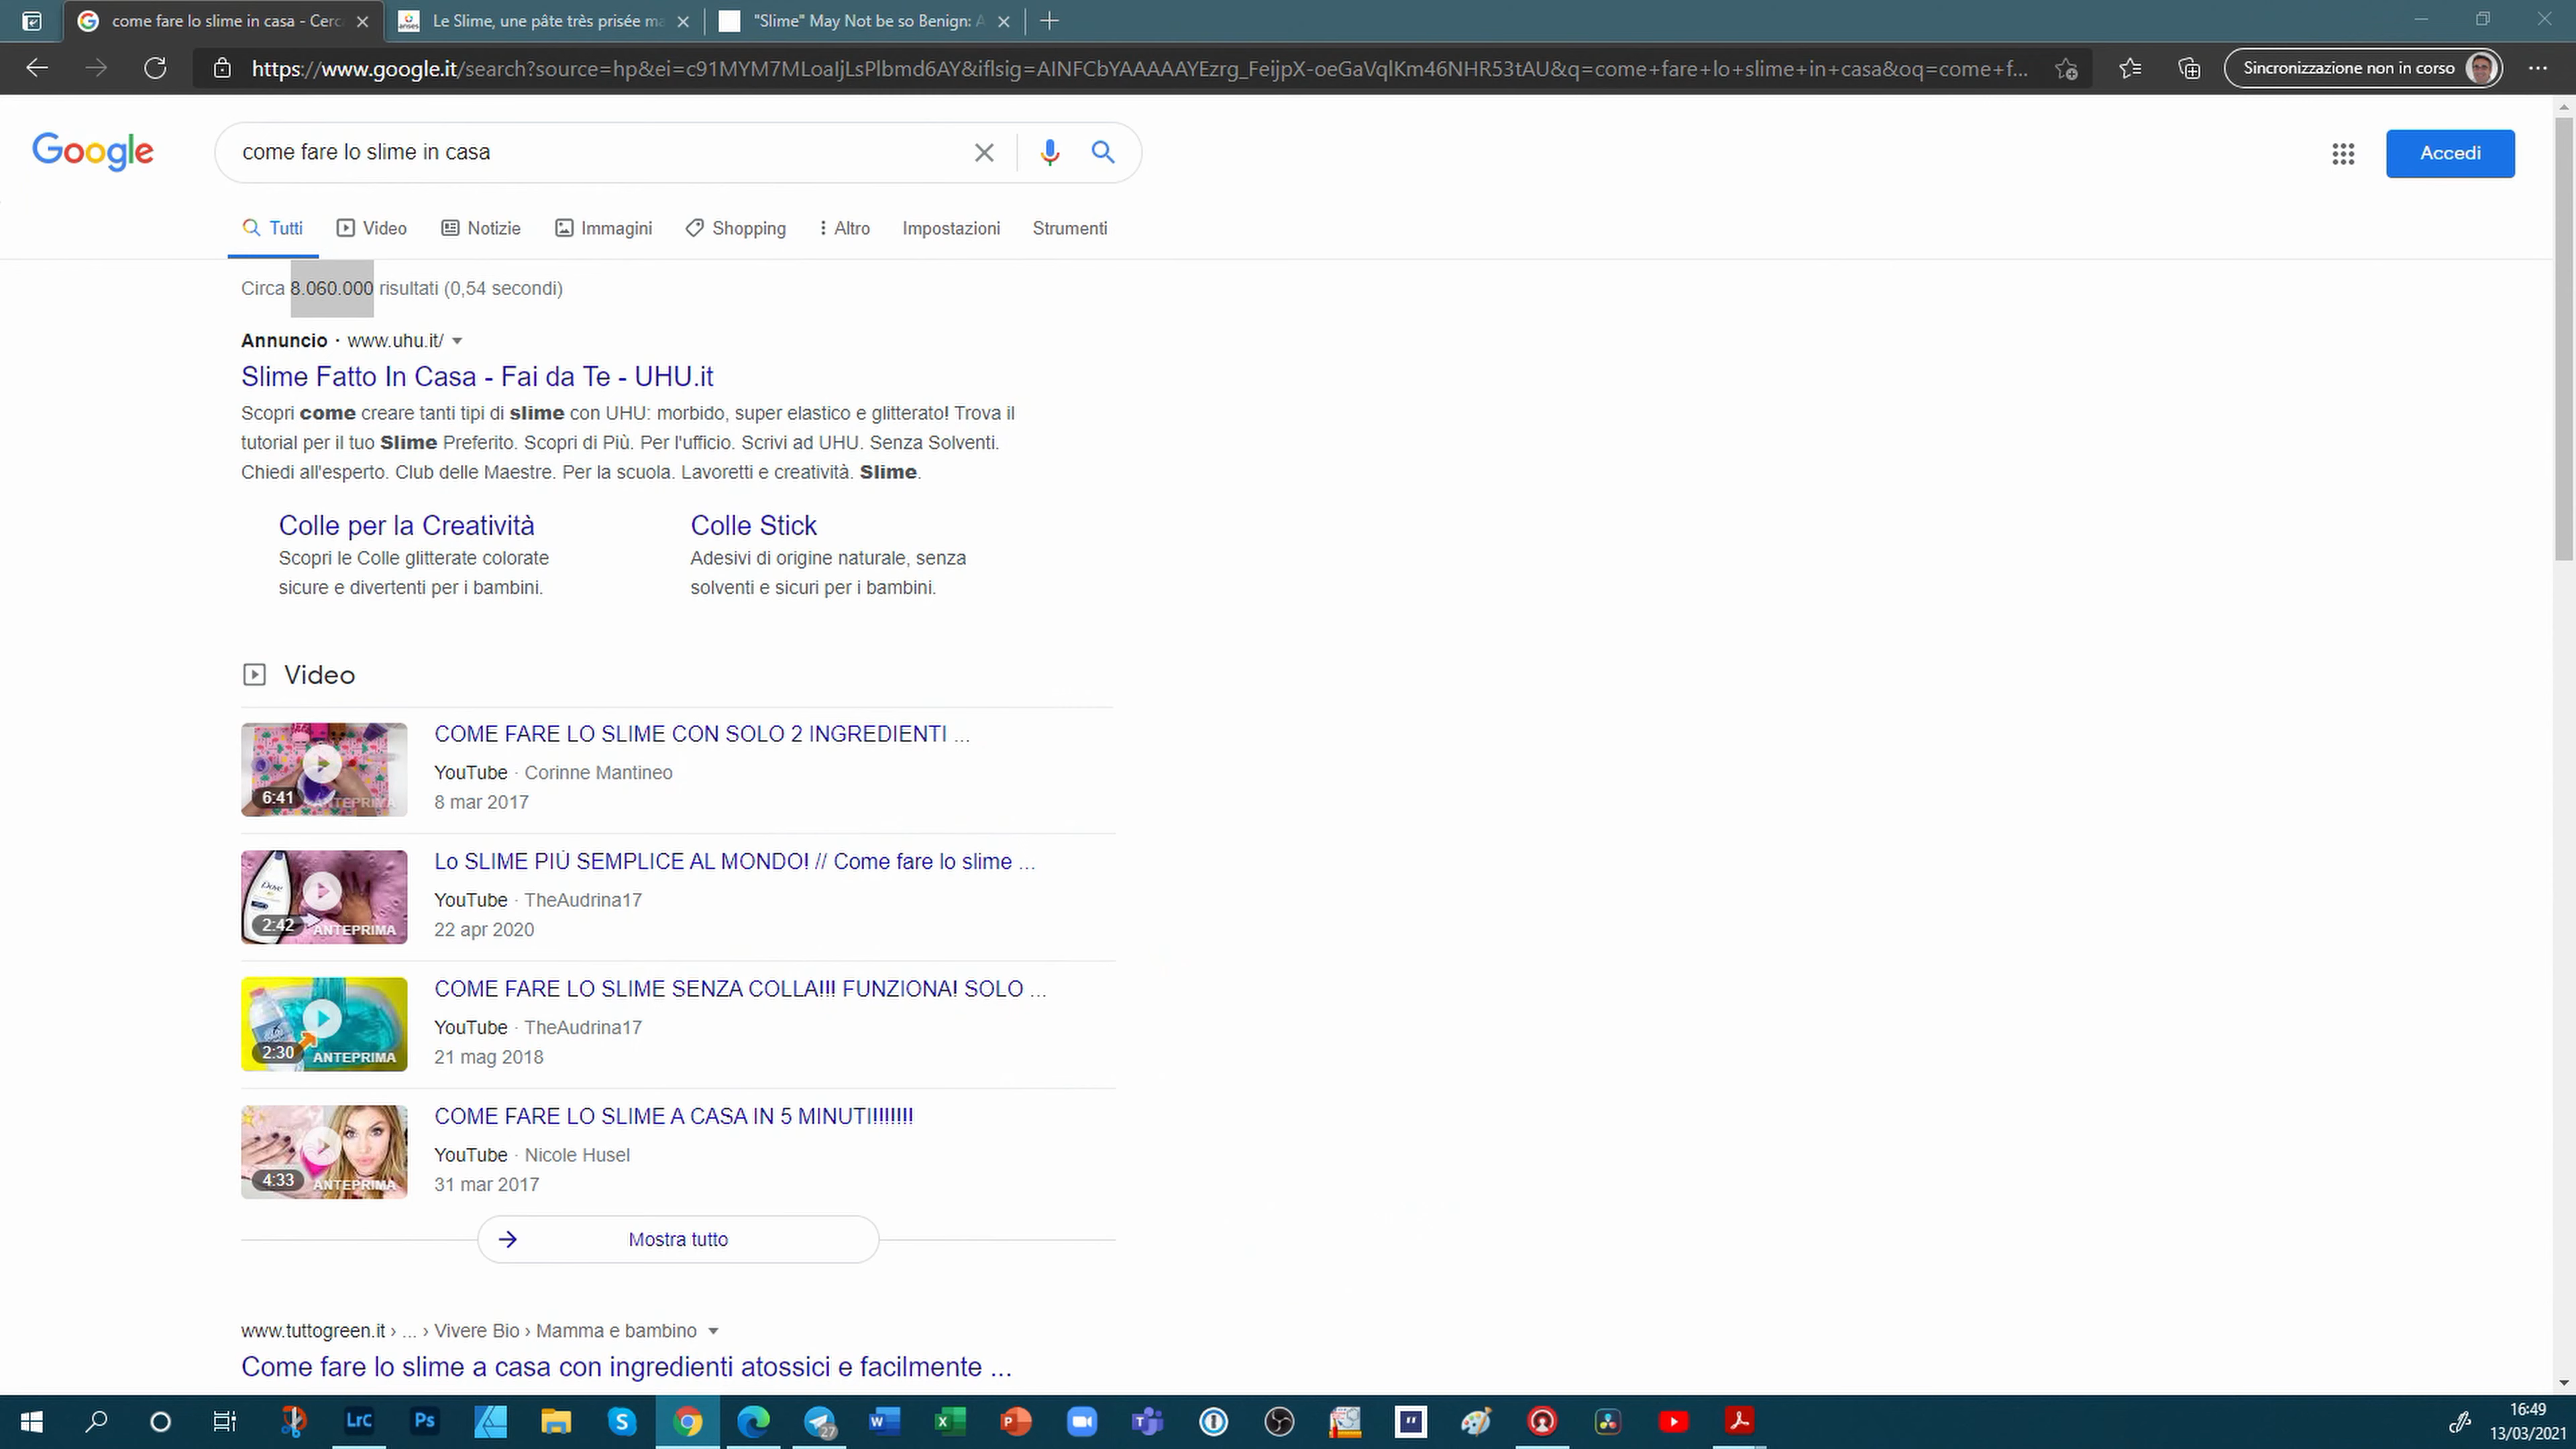 come fare lo slime in casa - Cerc
Le Slime, une pâte très prisée ma
"Slime" May Not be so Benign: A
https://www.google.it/search?source=hp&ei=c91MYM7MLoaIjLsPlbmd6AY&iflsig=AINFCbYAAAAAYEzrg_FeijpX-oeGaVqlKm46NHR53tAU&q=come+fare+lo+slime+in+casa&oq=come+f...
Sincronizzazione non in corso
Google
come fare lo slime in casa
Accedi
Tutti Video Notizie Immagini Shopping Altro Impostazioni Strumenti
Circa 8.060.000 risultati (0,54 secondi)
Annuncio · www.uhu.it/
Slime Fatto In Casa - Fai da Te - UHU.it
Scopri come creare tanti tipi di slime con UHU: morbido, super elastico e glitterato! Trova il
tutorial per il tuo Slime Preferito. Scopri di Più. Per l'ufficio. Scrivi ad UHU. Senza Solventi.
Chiedi all'esperto. Club delle Maestre. Per la scuola. Lavoretti e creatività. Slime.
Colle per la Creatività
Scopri le Colle glitterate colorate
sicure e divertenti per i bambini.
Colle Stick
Adesivi di origine naturale, senza
solventi e sicuri per i bambini.
Video
COME FARE LO SLIME CON SOLO 2 INGREDIENTI ...
YouTube · Corinne Mantineo
8 mar 2017
6:41 ANTEPRIMA
Lo SLIME PIÙ SEMPLICE AL MONDO! // Come fare lo slime ...
YouTube · TheAudrina17
22 apr 2020
Dove
2:42 ANTEPRIMA
COME FARE LO SLIME SENZA COLLA!!! FUNZIONA! SOLO ...
YouTube · TheAudrina17
21 mag 2018
2:30 ANTEPRIMA
COME FARE LO SLIME A CASA IN 5 MINUTI!!!!!!!
YouTube · Nicole Husel
31 mar 2017
4:33 ANTEPRIMA
Mostra tutto
www.tuttogreen.it › ... › Vivere Bio › Mamma e bambino
Come fare lo slime a casa con ingredienti atossici e facilmente ...
LrC
Ps
27
16:49
13/03/2021